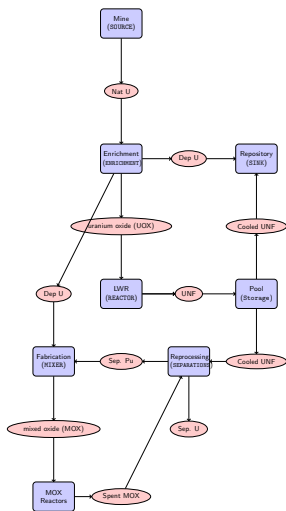 Mine
(SOURCE)
Nat U
Enrichment
(ENRICHMENT)
Dep U
Repository
(SINK)
uranium oxide (UOX)
Cooled UNF
Dep U
LWR
(REACTOR)
UNF
Pool
(Storage)
Fabrication
(MIXER)
Sep. Pu
Reprocessing
(SEPARATIONS)
Cooled UNF
mixed oxide (MOX)
Sep. U
MOX
Reactors
Spent MOX